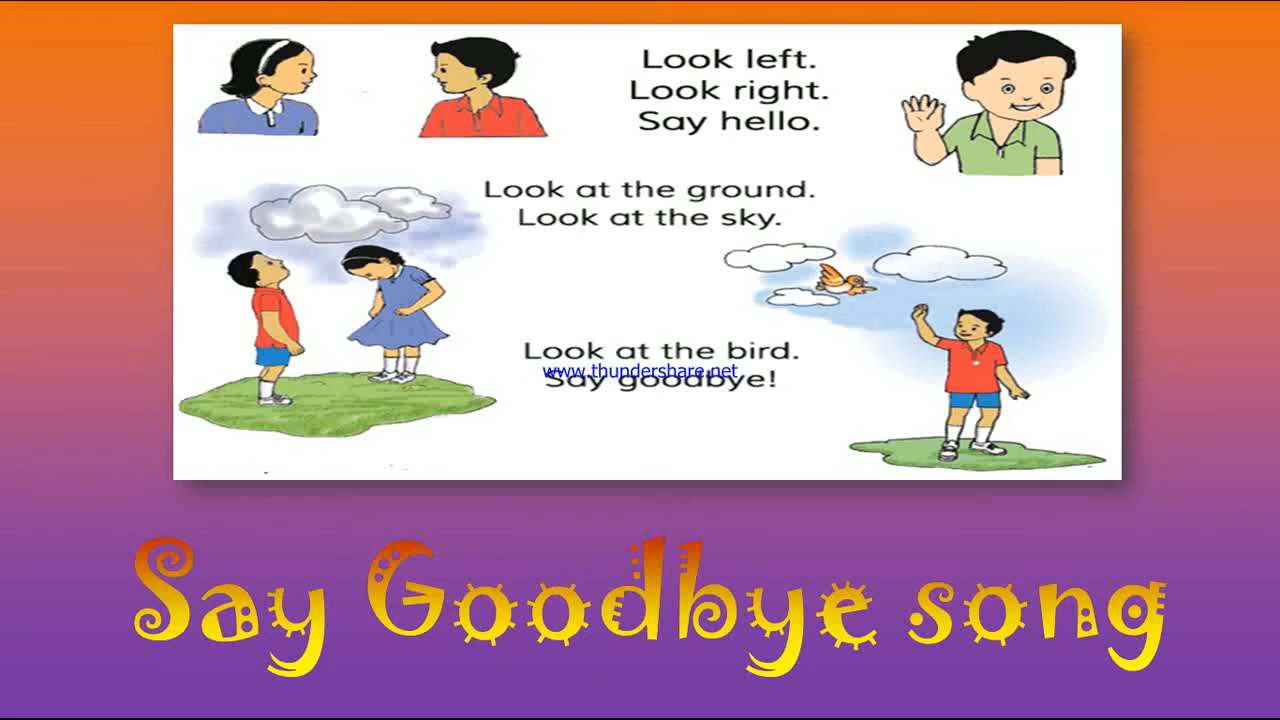 Look left.
Look right.
Say hello.
Look at the ground.
Look at the sky.
Look at the bird.
www.thundershare.net
Say goodbye!
Say Goodbye song